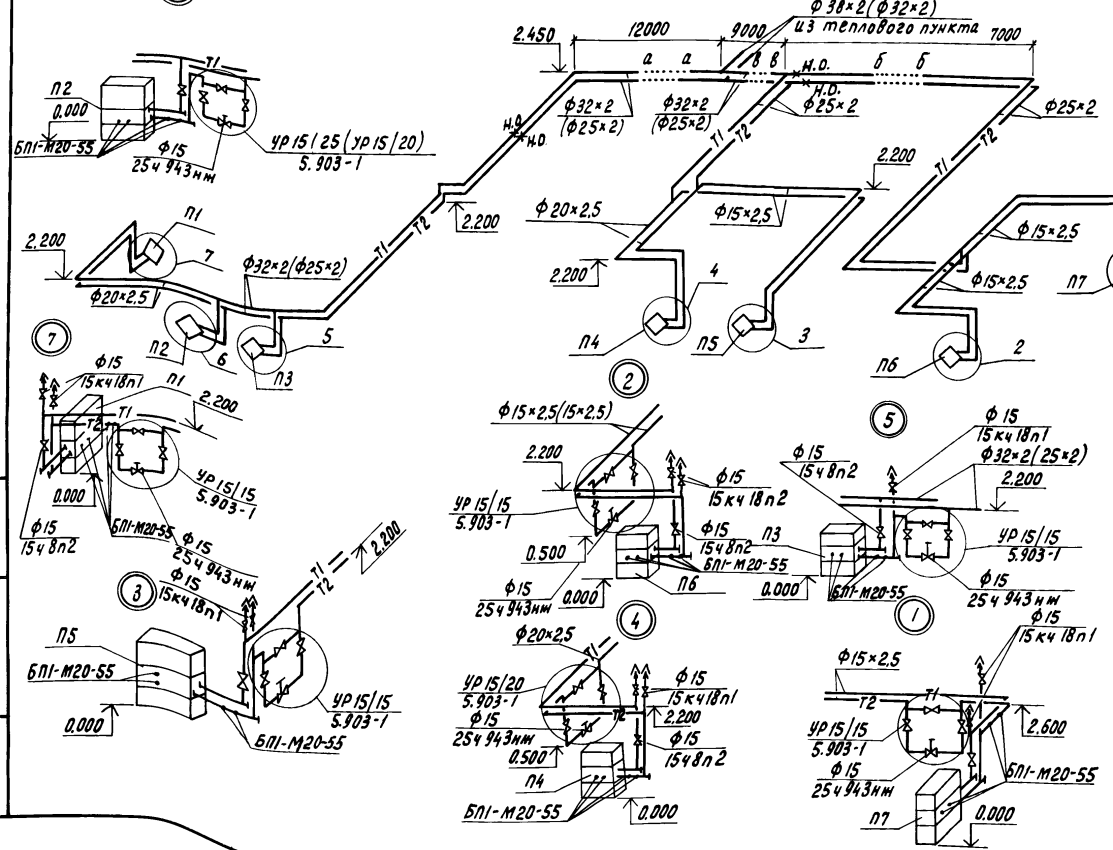 Ф38×2(Ф32×2)
из теплового пункта
12000
9000
7000
2.450
а а
в в
б б
н.о.
н.о.
Ф32×2
(Ф25×2)
Ф32×2
(Ф25×2)
Ф25×2
Ф25×2
Т1
П2
0.000
БП1-М20-55
Ф15
25ч 943нж
УР 15/25 (УР 15/20)
5.903-1
н.о.
н.о.
Т1
Т2
2.200
Т1
Т2
2.200
Ф20×2,5
Ф15×2,5
Т1
Т2
Ф15×2,5
П1
7
2.200
Ф32×2(Ф25×2)
Ф20×2,5
2.200
4
Ф15×2,5
П7
П2
6
П3
5
П4
П5
3
П6
2
7
Ф15
15кч18п1
П1
Т1
Т2
2.200
0.000
УР 15/15
5.903-1
БП1-М20-55
Ф15
15ч8п2
Ф15
25ч 943нж
2
Ф15×2,5(15×2,5)
2.200
Ф15
15кч18п2
УР 15/15
5.903-1
0.500
Ф15
15ч8п2
БП1-М20-55
Ф15
25ч 943нж
0.000
П6
5
Ф15
15кч18п1
Ф15
15ч8п2
Ф32×2(25×2)
2.200
П3
УР 15/15
5.903-1
0.000
БП1-М20-55
Ф15
25ч 943нж
3
Ф15
15кч18п1
Т1
Т2
2.200
П5
БП1-М20-55
0.000
УР 15/15
5.903-1
БП1-М20-55
4
Ф20×2,5
Т1
УР 15/20
5.903-1
Ф15
15кч18п1
Т2
2.200
Ф15
25ч 943нж
0.500
Ф15
15ч8п2
П4
БП1-М20-55
0.000
1
Ф15
15кч18п1
Ф15×2,5
Т1
Т2
УР 15/15
5.903-1
2.600
Ф15
25ч 943нж
БП1-М20-55
П7
0.000